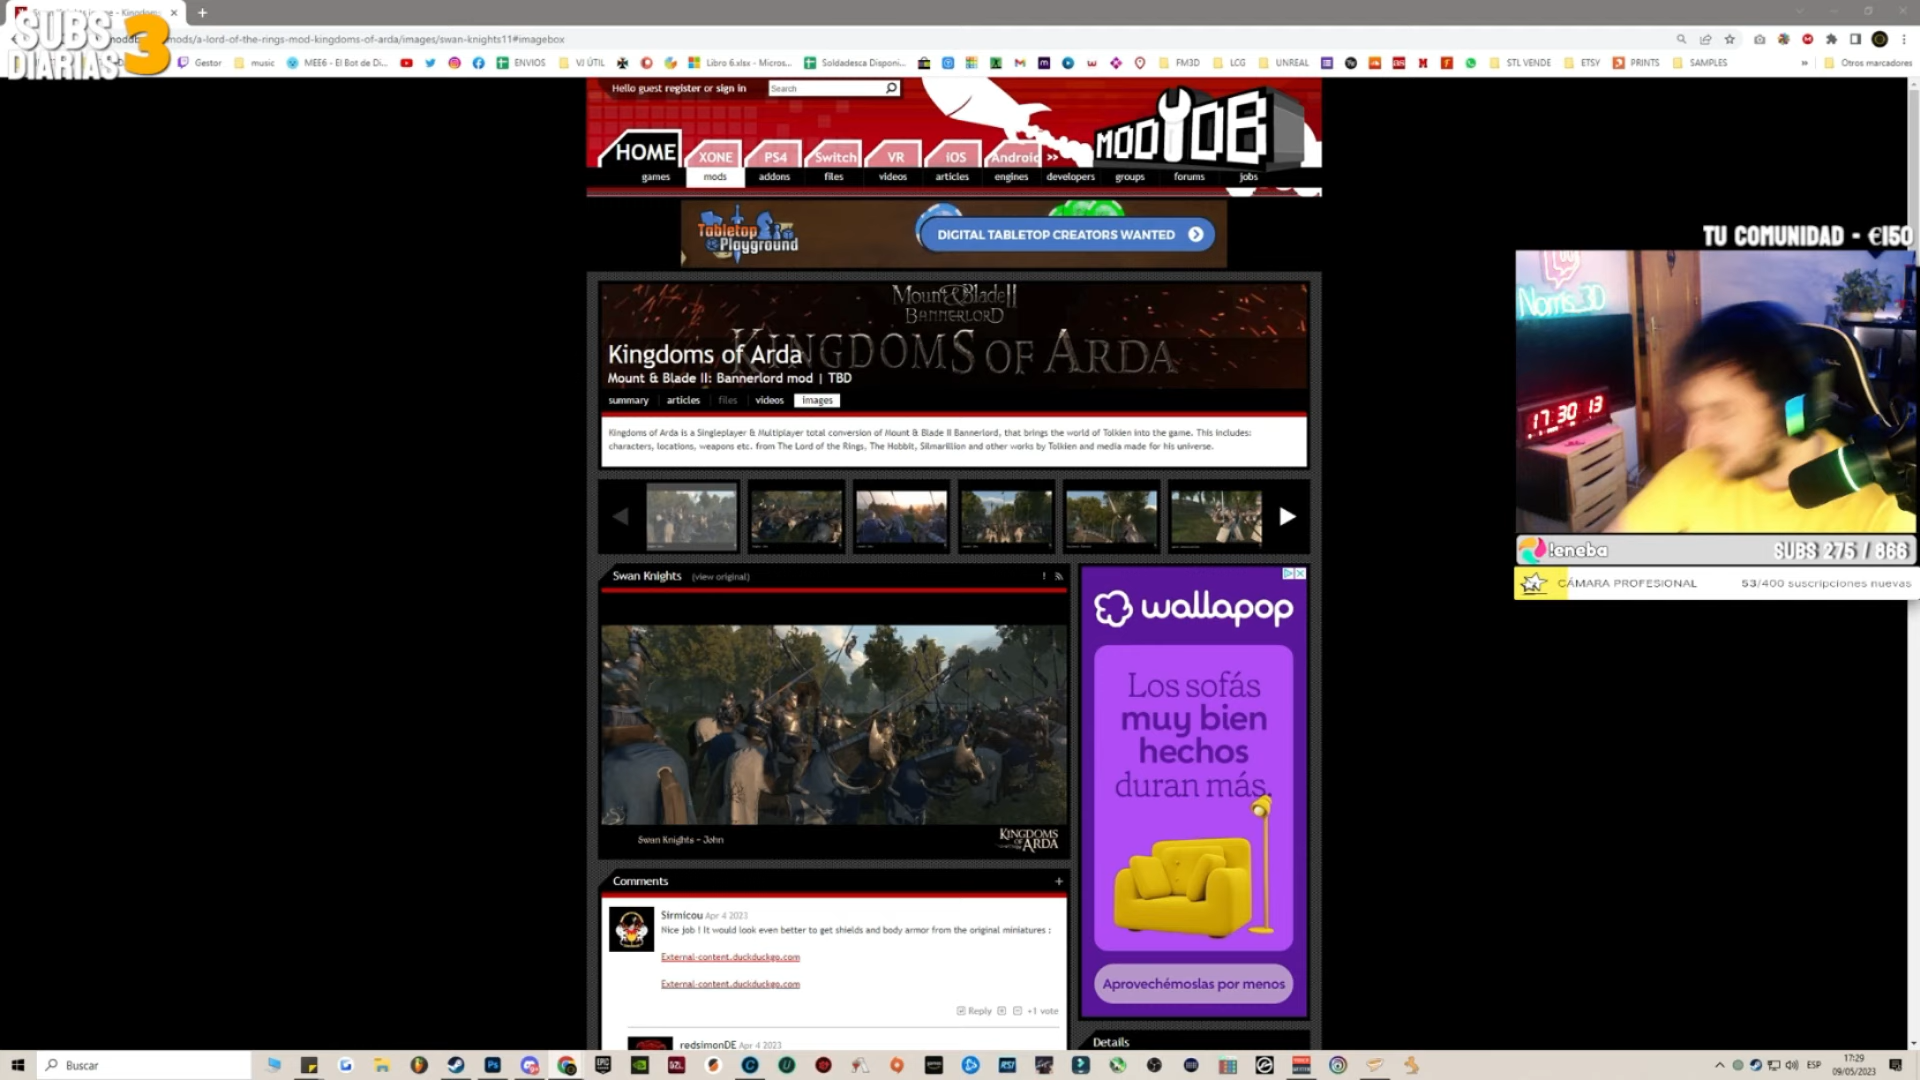 SUBS
DIARIAS 3
mods/a-lord-of-the-rings-mod-kingdoms-of-arda/images/swan-knights11#imagebox
Gestor
music
MEE6 - El Bot de Di...
ENVIOS
VJ ÚTIL
Libro 6.xlsx - Micros...
Soldadesca Disponi...
FM3D
LCG
UNREAL
STL VENDE
ETSY
PRINTS
SAMPLES
»
Otros marcadores
Hello guest register or sign in
Search
MODDB
HOME
XONE
PS4
Switch
VR
iOS
Android
>>
games
mods
addons
files
videos
articles
engines
developers
groups
forums
jobs
Tabletop
Playground
DIGITAL TABLETOP CREATORS WANTED
Mount&Blade II
BANNERLORD
KINGDOMS OF ARDA
Kingdoms of Arda
Mount & Blade II: Bannerlord mod | TBD
summary
articles
files
videos
images
Kingdoms of Arda is a Singleplayer & Multiplayer total conversion of Mount & Blade II Bannerlord, that brings the world of Tolkien into the game. This includes:
characters, locations, weapons etc. from The Lord of the Rings, The Hobbit, Silmarillion and other works by Tolkien and media made for his universe.
Swan Knights (view original)
Swan Knights - John
KINGDOMS
OF ARDA
Comments
+
Sirmicou Apr 4 2023
Nice job ! It would look even better to get shields and body armor from the original miniatures :
External-content.duckduckgo.com
External-content.duckduckgo.com
Reply
+1 vote
redsimonDE Apr 4 2023
wallapop
Los sofás
muy bien
hechos
duran más.
Aprovechémoslas por menos
Details
TU COMUNIDAD - €150
Norris_3D
17:30 13
!eneba
SUBS 275 / 866
CÁMARA PROFESIONAL
53/400 suscripciones nuevas
Buscar
ESP
17:29
09/05/2023